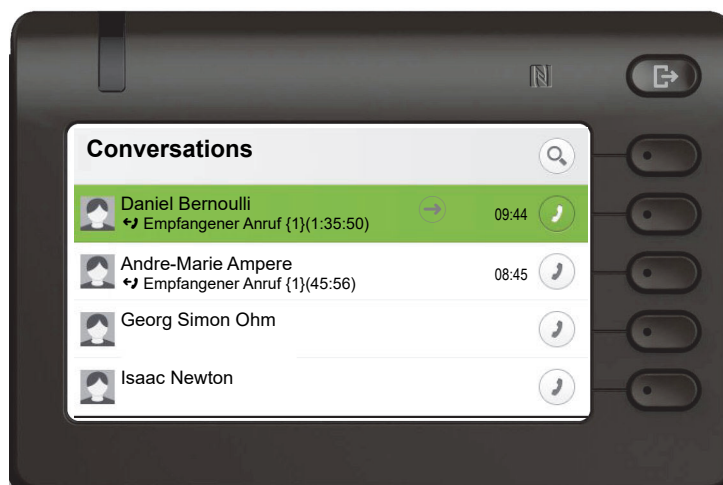 Conversations
Daniel Bernoulli
09:44
Empfangener Anruf {1}(1:35:50)
Andre-Marie Ampere
08:45
Empfangener Anruf {1}(45:56)
Georg Simon Ohm
Isaac Newton